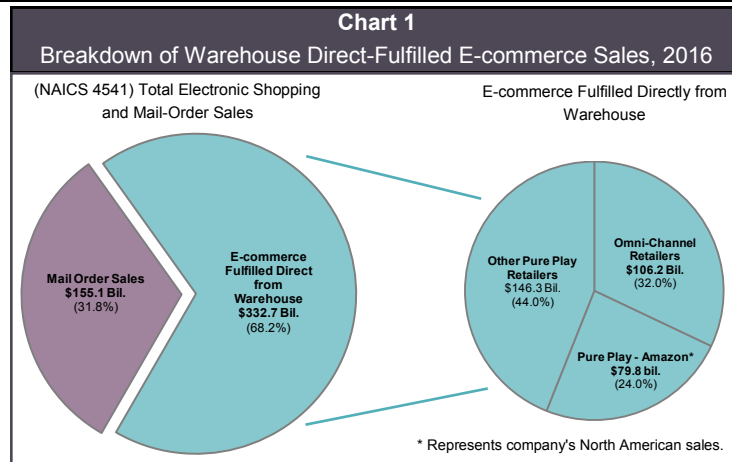 Chart 1
Breakdown of Warehouse Direct-Fulfilled E-commerce Sales, 2016
(NAICS 4541) Total Electronic Shopping
and Mail-Order Sales
E-commerce Fulfilled Directly from
Warehouse
Mail Order Sales
$155.1 Bil.
(31.8%)
E-commerce
Fulfilled Direct
from
Warehouse
$332.7 Bil.
(68.2%)
Other Pure Play
Retailers
$146.3 Bil.
(44.0%)
Omni-Channel
Retailers
$106.2 Bil.
(32.0%)
Pure Play - Amazon*
$79.8 bil.
(24.0%)
* Represents company's North American sales.